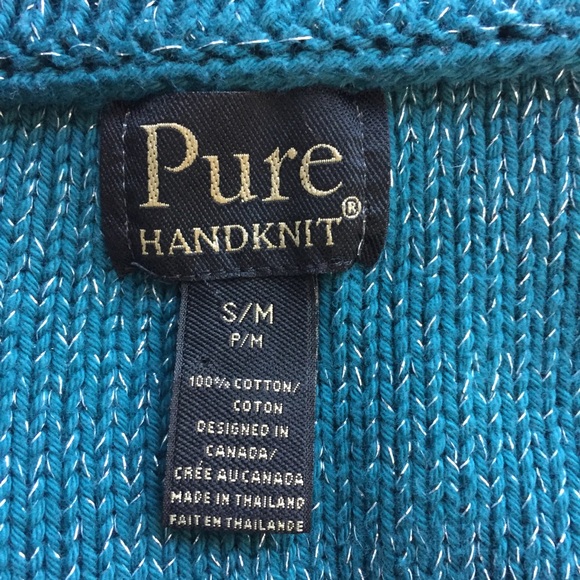 Pure
HANDKNIT®
S/M
P/M
100% COTTON/
COTON
DESIGNED IN
CANADA/
CRÉE AU CANADA
MADE IN THAILAND
FAIT EN THAILANDE